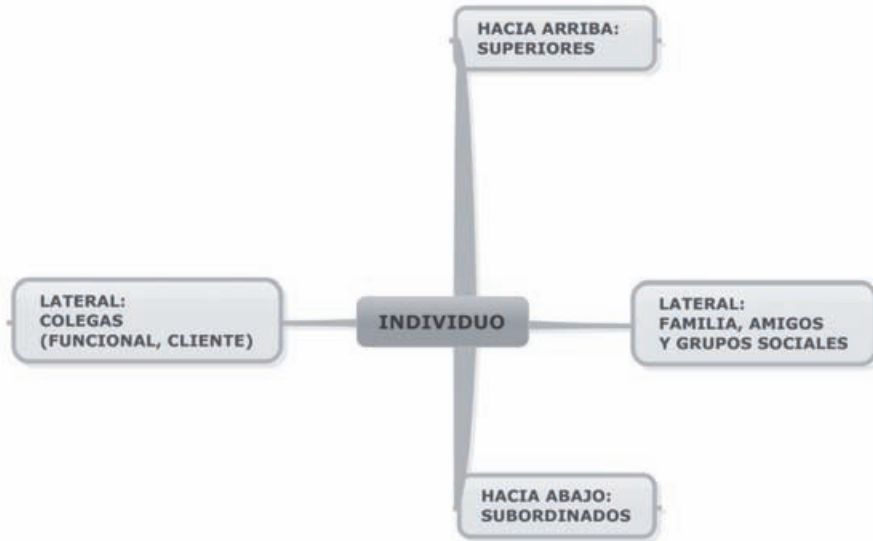 HACIA ARRIBA:
SUPERIORES
LATERAL:
COLEGAS
(FUNCIONAL, CLIENTE)
INDIVIDUO
LATERAL:
FAMILIA, AMIGOS
Y GRUPOS SOCIALES
HACIA ABAJO:
SUBORDINADOS